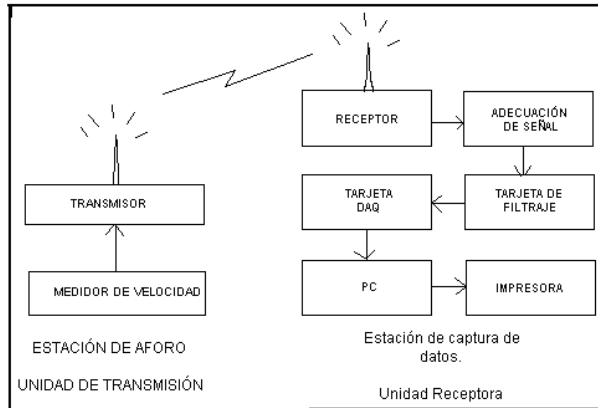 TRANSMISOR
MEDIDOR DE VELOCIDAD
ESTACIÓN DE AFORO
UNIDAD DE TRANSMISIÓN
RECEPTOR
ADECUACIÓN
DE SEÑAL
TARJETA
DAQ
TARJETA DE
FILTRAJE
PC
IMPRESORA
Estación de captura de
datos.
Unidad Receptora